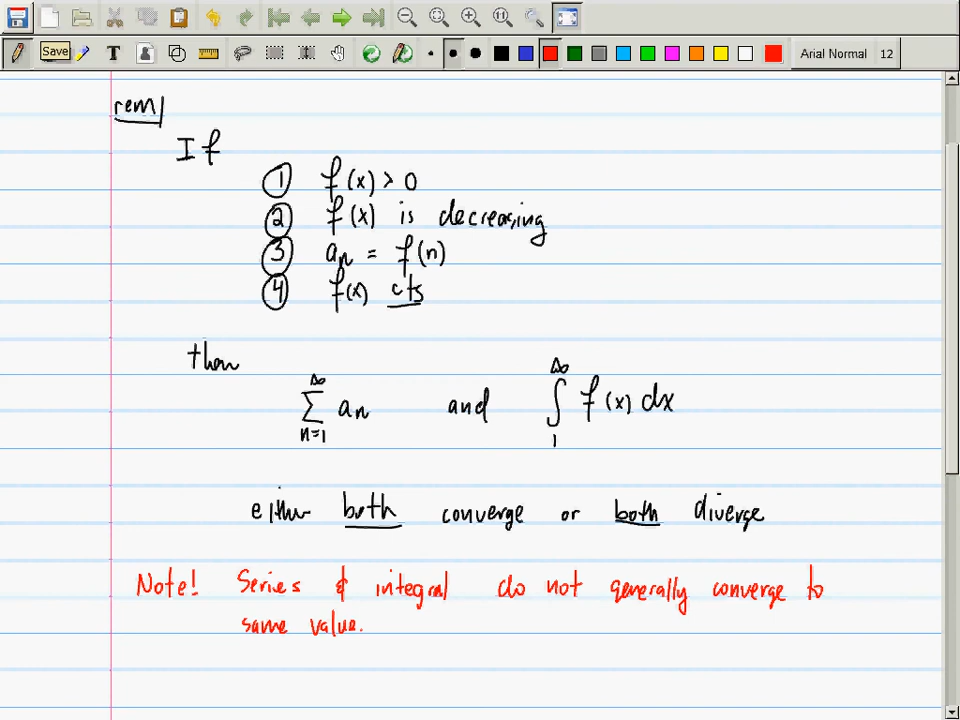 Save
Arial Normal 12
rem
If
1 f(x) > 0
2 f(x) is decreasing
3 an = f(n)
4 f(x) cts
then
∞ ∞
∑ an and ∫ f(x) dx
n=1 1
either both converge or both diverge
Note! Series & integral do not generally converge to
same value.